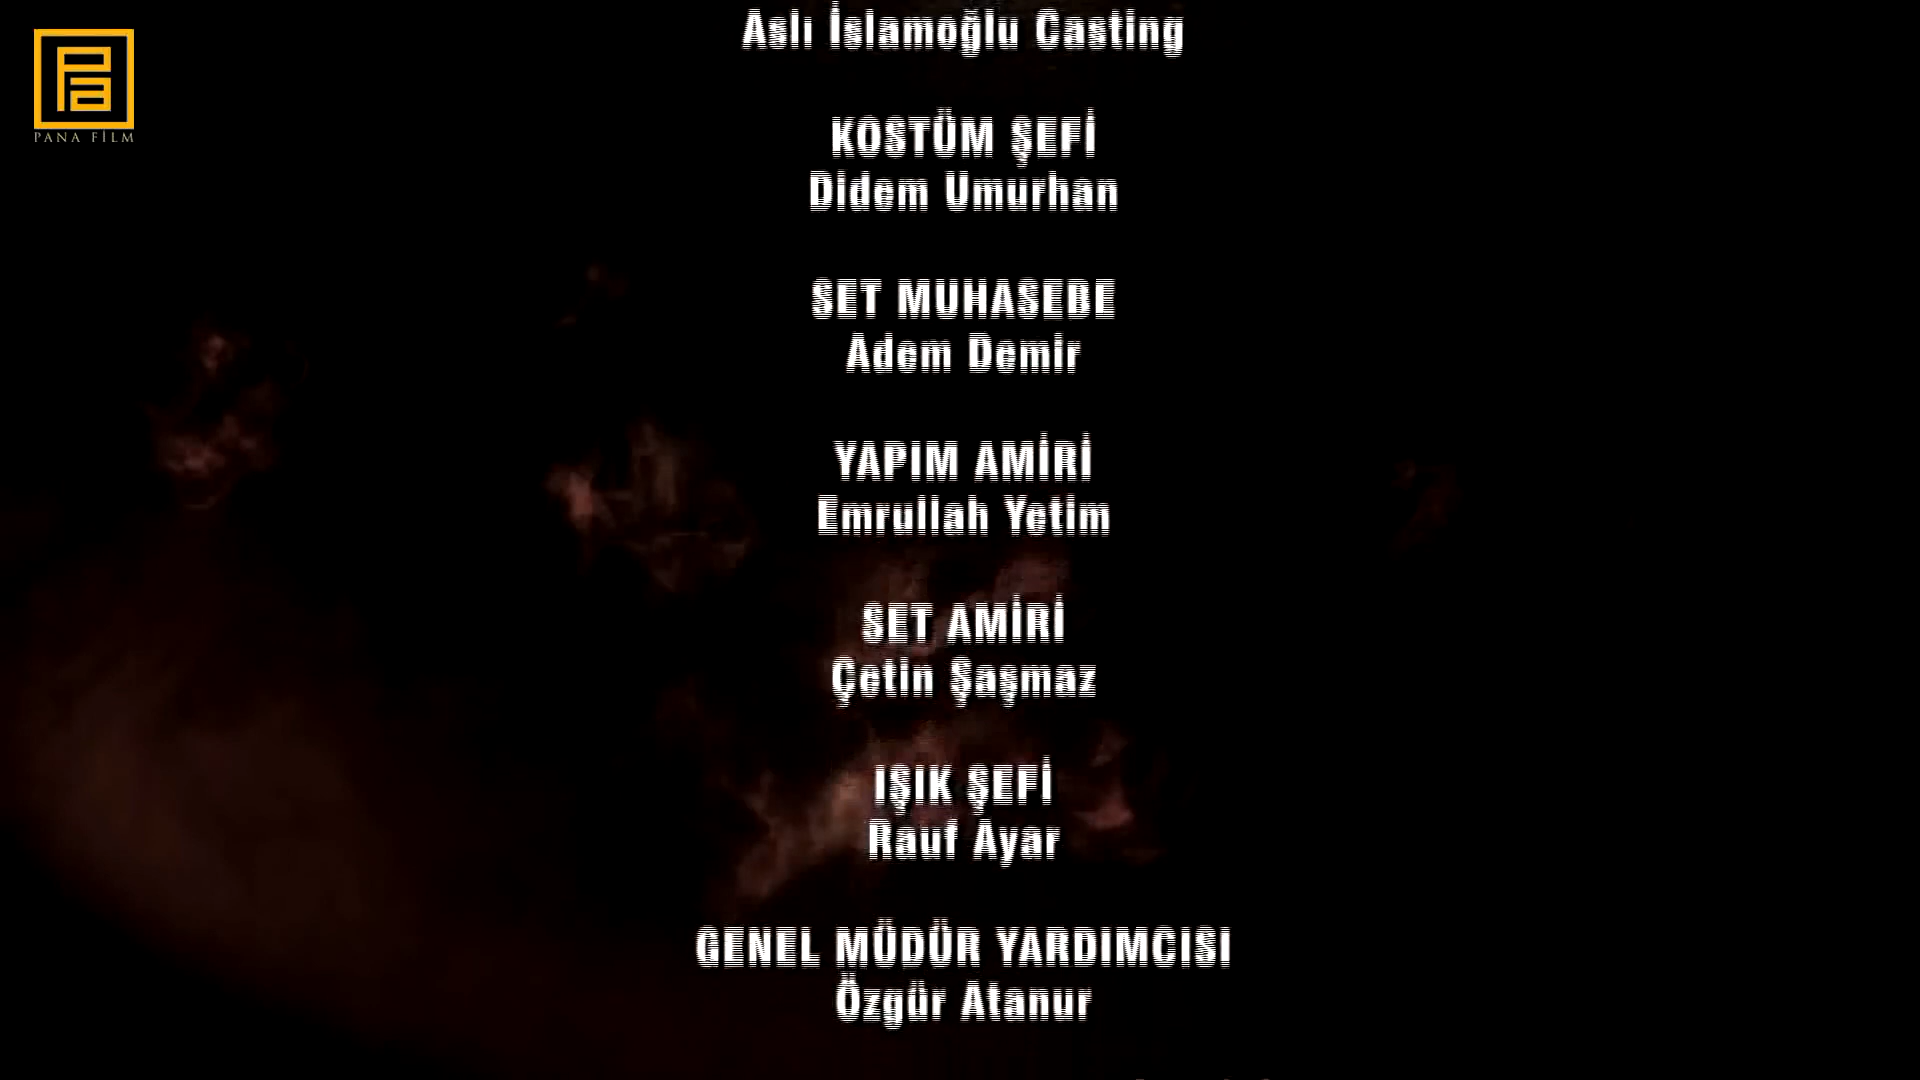 Aslı İslamoğlu Casting
PANA FİLM
KOSTÜM ŞEFİ
Didem Umurhan
SET MUHASEBE
Adem Demir
YAPIM AMİRİ
Emrullah Yetim
SET AMİRİ
Çetin Şaşmaz
IŞIK ŞEFİ
Rauf Ayar
GENEL MÜDÜR YARDIMCISI
Özgür Atanur